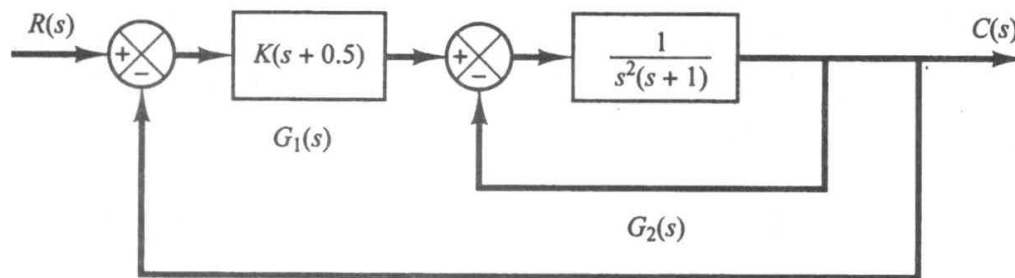 R(s)
+
−
K(s + 0.5)
G₁(s)
+
−
1
s²(s + 1)
C(s)
G₂(s)